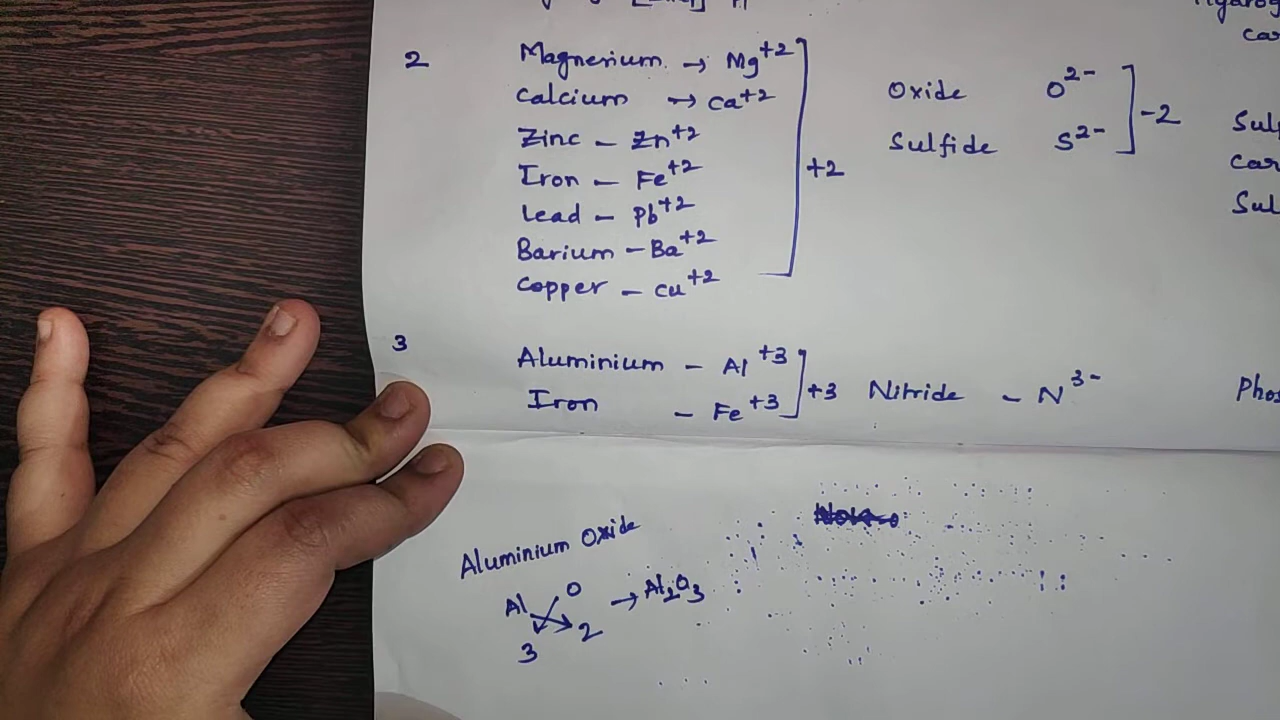 2
Magnesium → Mg+2
Calcium → Ca+2
Zinc – Zn+2
Iron – Fe+2
Lead – Pb+2
Barium – Ba+2
Copper – Cu+2
+2
Oxide O2-
Sulfide S2-
-2
3
Aluminium – Al+3
Iron – Fe+3
+3
Nitride – N3-
Aluminium Oxide
Al O → Al2O3
3 2